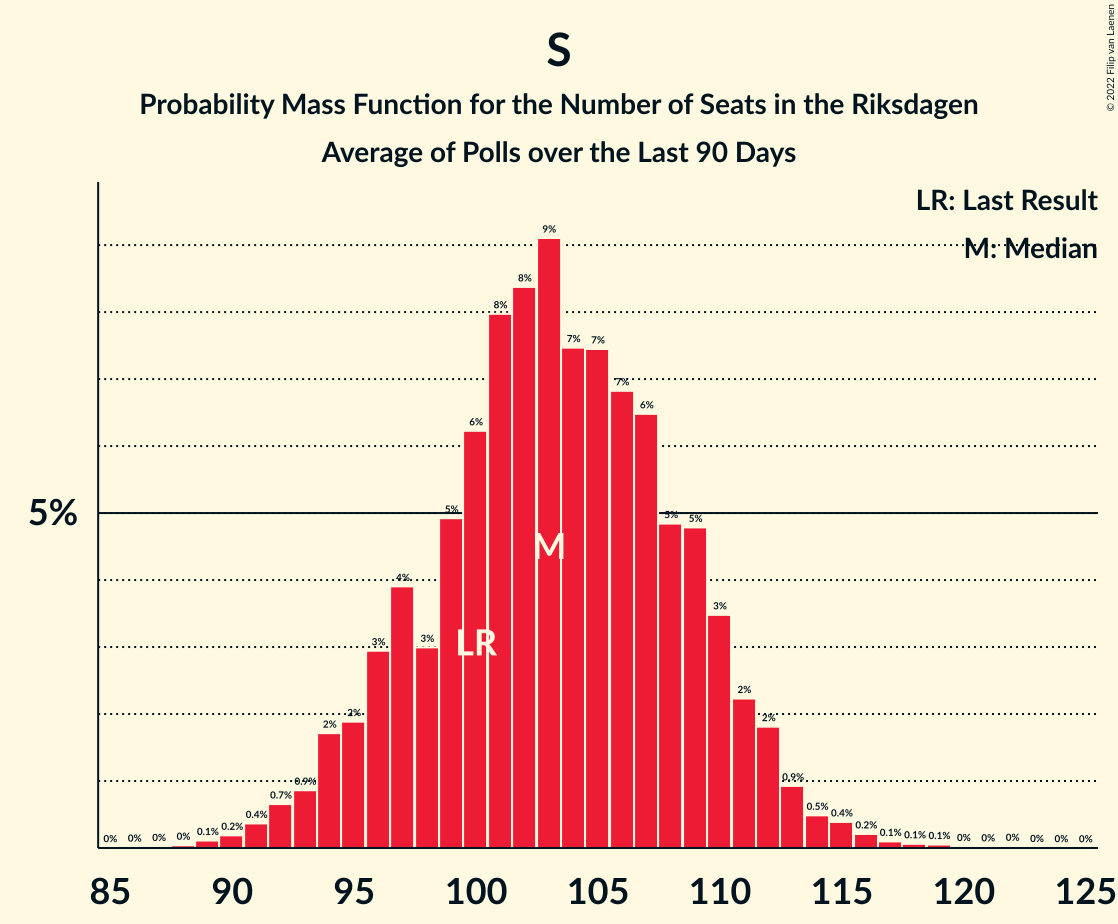 S
Probability Mass Function for the Number of Seats in the Riksdagen
Average of Polls over the Last 90 Days
© 2022 Filip van Laenen
LR: Last Result
M: Median
5%
0% 0% 0% 0% 0.1% 0.2% 0.4% 0.7% 0.9% 2% 2% 3% 4% 3% 5% 6% 8% 8% 9% 7% 7% 7% 6% 5% 5% 3% 2% 2% 0.9% 0.5% 0.4% 0.2% 0.1% 0.1% 0.1% 0% 0% 0% 0% 0% 0%
M
LR
85 90 95 100 105 110 115 120 125